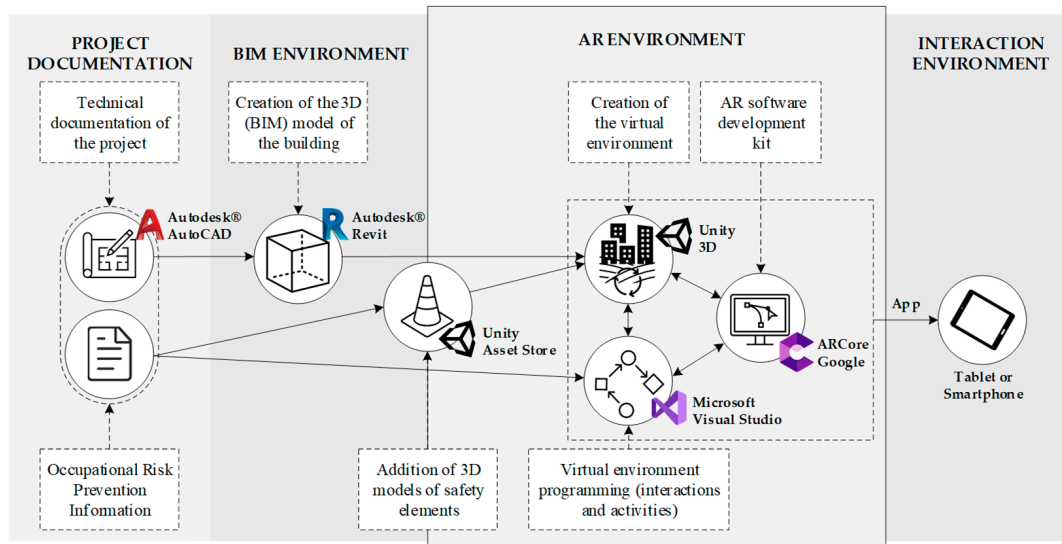 PROJECT
DOCUMENTATION
BIM ENVIRONMENT
AR ENVIRONMENT
INTERACTION
ENVIRONMENT
Technical
documentation of
the project
Creation of the 3D
(BIM) model of
the building
Creation of
the virtual
environment
AR software
development
kit
Autodesk®
AutoCAD
Autodesk®
Revit
Unity
3D
Unity
Asset Store
ARCore
Google
App
Tablet or
Smartphone
Microsoft
Visual Studio
Occupational Risk
Prevention
Information
Addition of 3D
models of safety
elements
Virtual environment
programming (interactions
and activities)